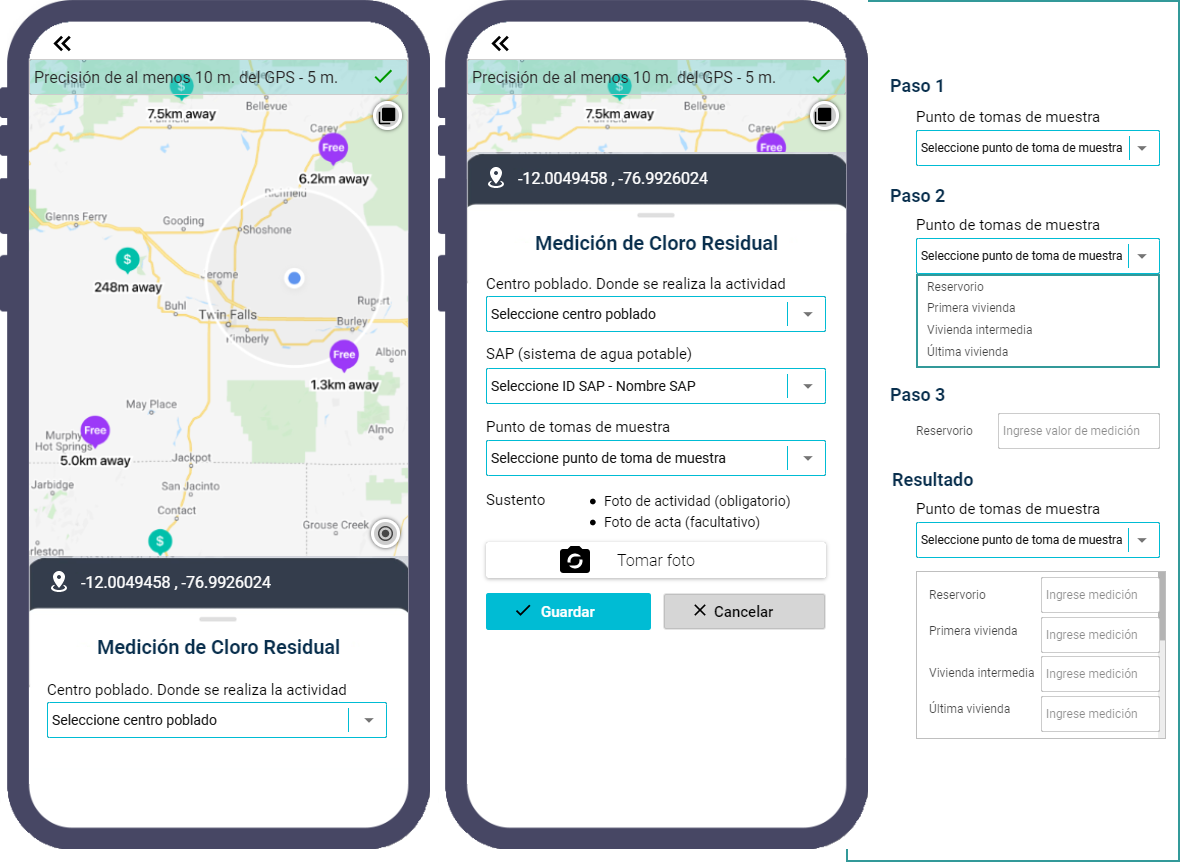 Precisión de al menos 10 m. del GPS - 5 m.
$
7.5km away
Fairfield
Bellevue
Carey
Free
6.2km away
Richfield
Glenns Ferry
Gooding
Shoshone
$
248m away
Jerome
Buhl
Twin Falls
Rupert
Burley
Kimberly
Free
Albion
1.3km away
May Place
Free
Murphy
Hot Springs
Almo
5.0km away
Jackpot
Jarbidge
San Jacinto
Contact
Grouse Creek
$
rleston
-12.0049458 , -76.9926024
Medición de Cloro Residual
Centro poblado. Donde se realiza la actividad
Seleccione centro poblado
Precisión de al menos 10 m. del GPS - 5 m.
$
7.5km away
Bellevue
Carey
Free
-12.0049458 , -76.9926024
Medición de Cloro Residual
Centro poblado. Donde se realiza la actividad
Seleccione centro poblado
SAP (sistema de agua potable)
Seleccione ID SAP - Nombre SAP
Punto de tomas de muestra
Seleccione punto de toma de muestra
Sustento
• Foto de actividad (obligatorio)
• Foto de acta (facultativo)
Tomar foto
Guardar
Cancelar
Paso 1
Punto de tomas de muestra
Seleccione punto de toma de muestra
Paso 2
Punto de tomas de muestra
Seleccione punto de toma de muestra
Reservorio
Primera vivienda
Vivienda intermedia
Última vivienda
Paso 3
Reservorio Ingrese valor de medición
Resultado
Punto de tomas de muestra
Seleccione punto de toma de muestra
Reservorio Ingrese medición
Primera vivienda Ingrese medición
Vivienda intermedia Ingrese medición
Última vivienda Ingrese medición